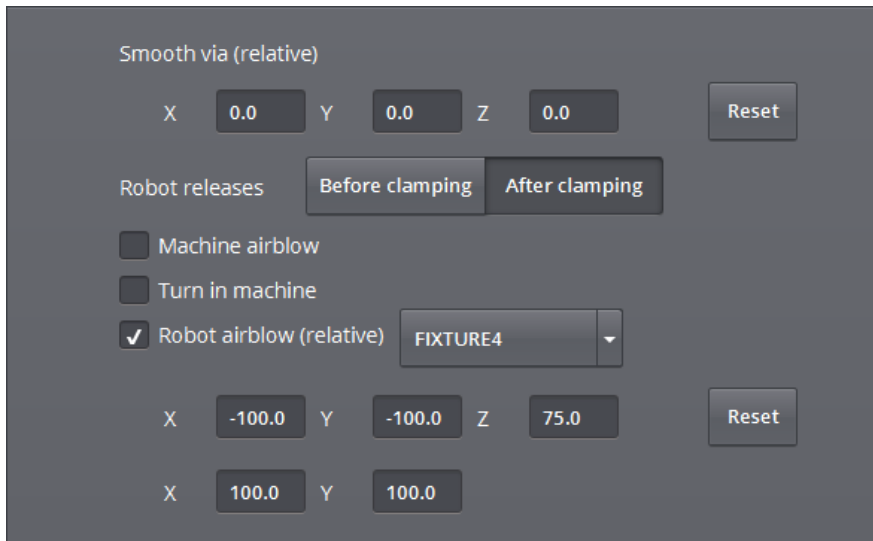 Smooth via (relative)
X 0.0 Y 0.0 Z 0.0 Reset
Robot releases Before clamping After clamping
Machine airblow
Turn in machine
Robot airblow (relative) FIXTURE4
X -100.0 Y -100.0 Z 75.0 Reset
X 100.0 Y 100.0